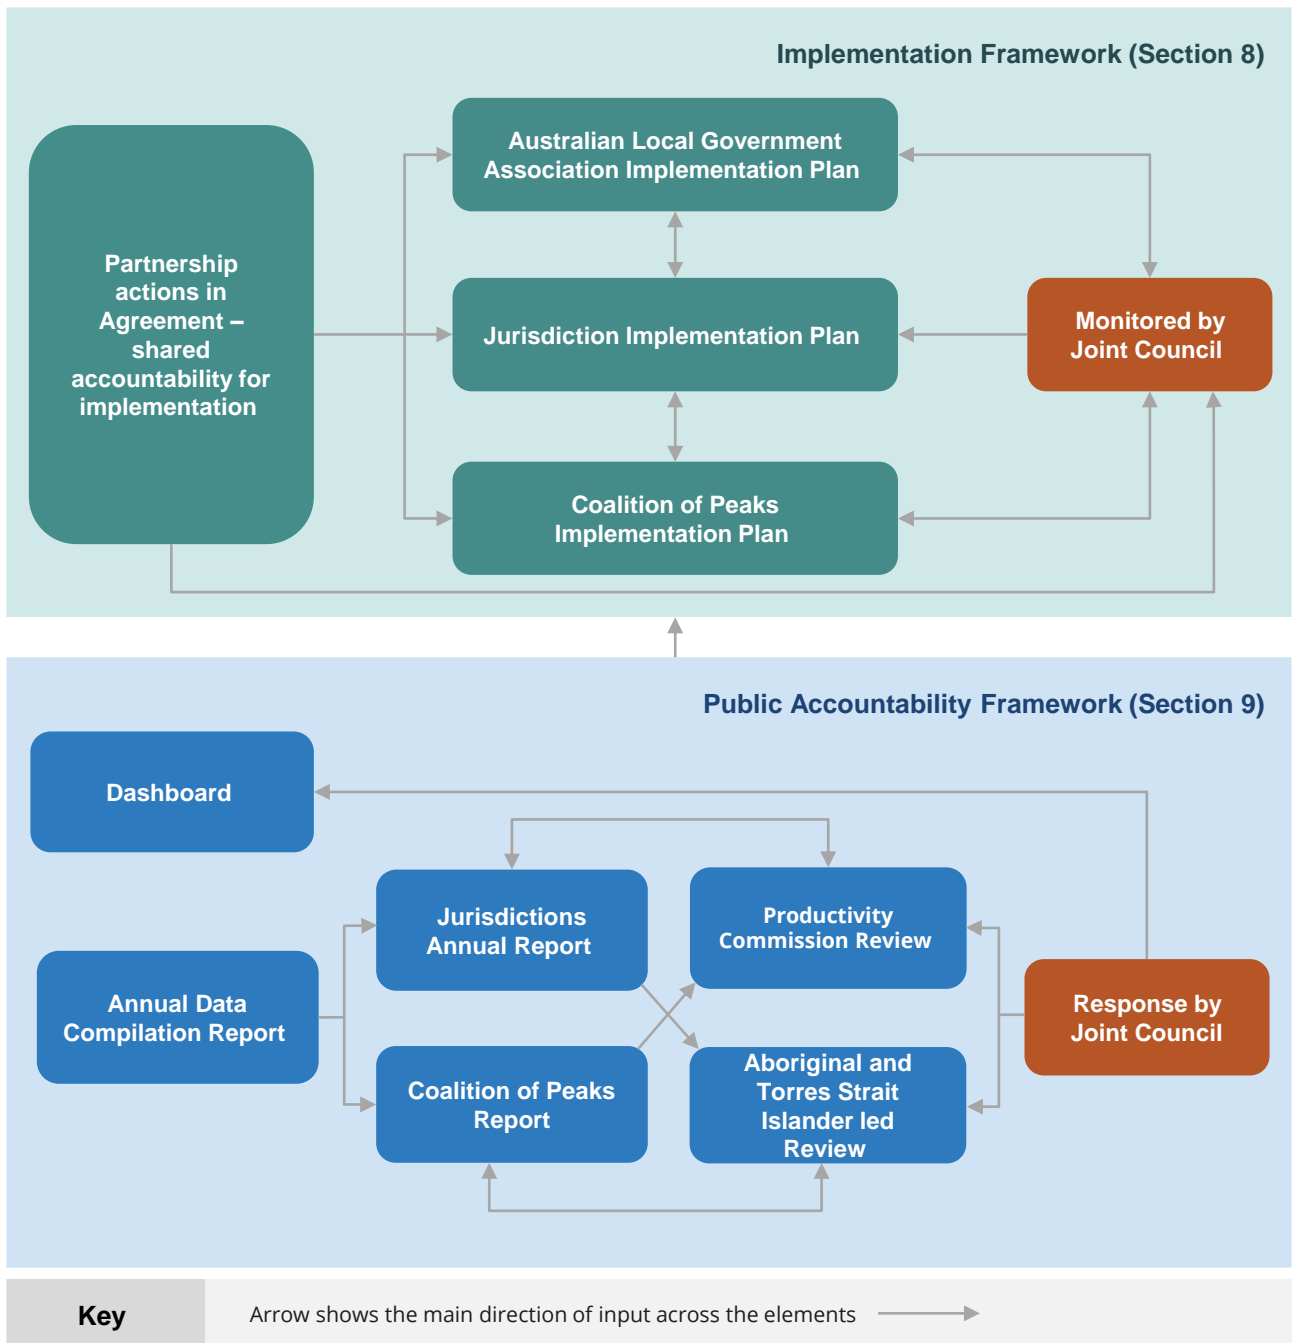 Implementation Framework (Section 8)
Australian Local Government
Association Implementation Plan
Partnership
actions in
Agreement –
shared
accountability for
implementation
Jurisdiction Implementation Plan
Monitored by
Joint Council
Coalition of Peaks
Implementation Plan
Public Accountability Framework (Section 9)
Dashboard
Jurisdictions
Annual Report
Productivity
Commission Review
Annual Data
Compilation Report
Response by
Joint Council
Coalition of Peaks
Report
Aboriginal and
Torres Strait
Islander led
Review
Key
Arrow shows the main direction of input across the elements